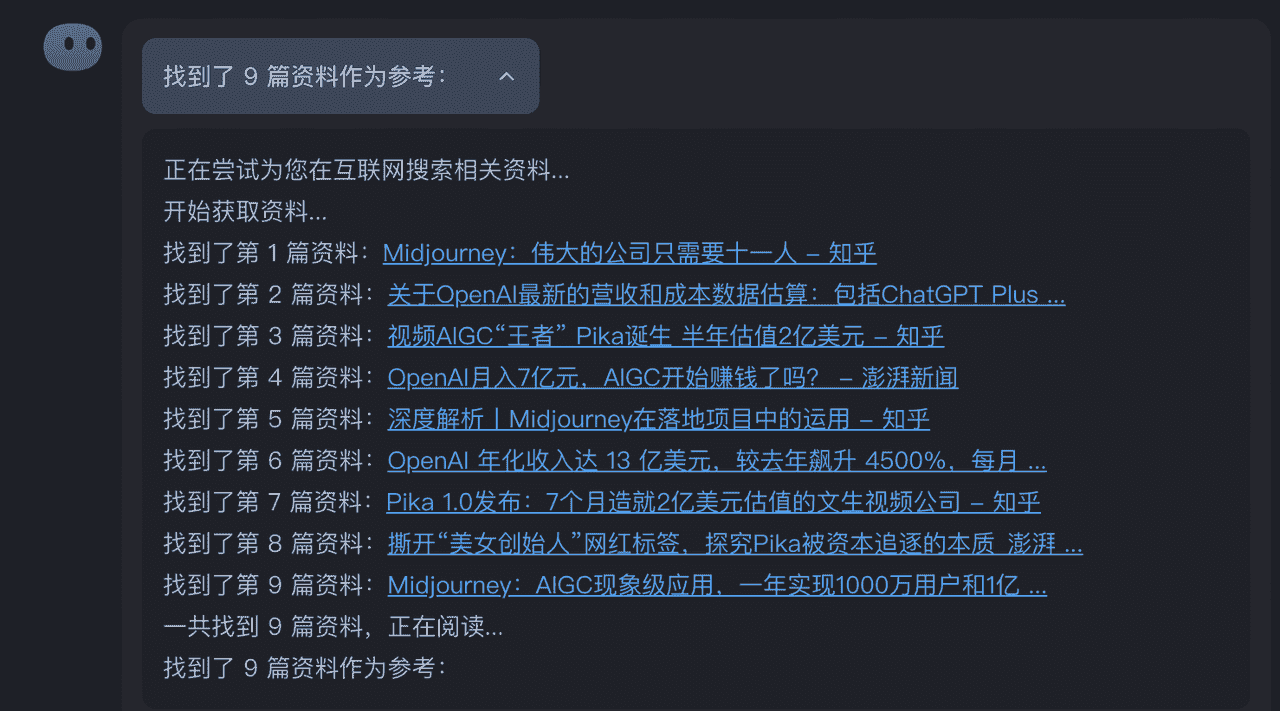 找到了 9 篇资料作为参考：
正在尝试为您在互联网搜索相关资料...
开始获取资料...
找到了第 1 篇资料：Midjourney：伟大的公司只需要十一人 - 知乎
找到了第 2 篇资料：关于OpenAI最新的营收和成本数据估算：包括ChatGPT Plus ...
找到了第 3 篇资料：视频AIGC“王者” Pika诞生 半年估值2亿美元 - 知乎
找到了第 4 篇资料：OpenAI月入7亿元，AIGC开始赚钱了吗？ - 澎湃新闻
找到了第 5 篇资料：深度解析丨Midjourney在落地项目中的运用 - 知乎
找到了第 6 篇资料：OpenAI 年化收入达 13 亿美元，较去年飙升 4500%，每月 ...
找到了第 7 篇资料：Pika 1.0发布：7个月造就2亿美元估值的文生视频公司 - 知乎
找到了第 8 篇资料：撕开“美女创始人”网红标签，探究Pika被资本追逐的本质_澎湃 ...
找到了第 9 篇资料：Midjourney：AIGC现象级应用，一年实现1000万用户和1亿 ...
一共找到 9 篇资料，正在阅读...
找到了 9 篇资料作为参考：